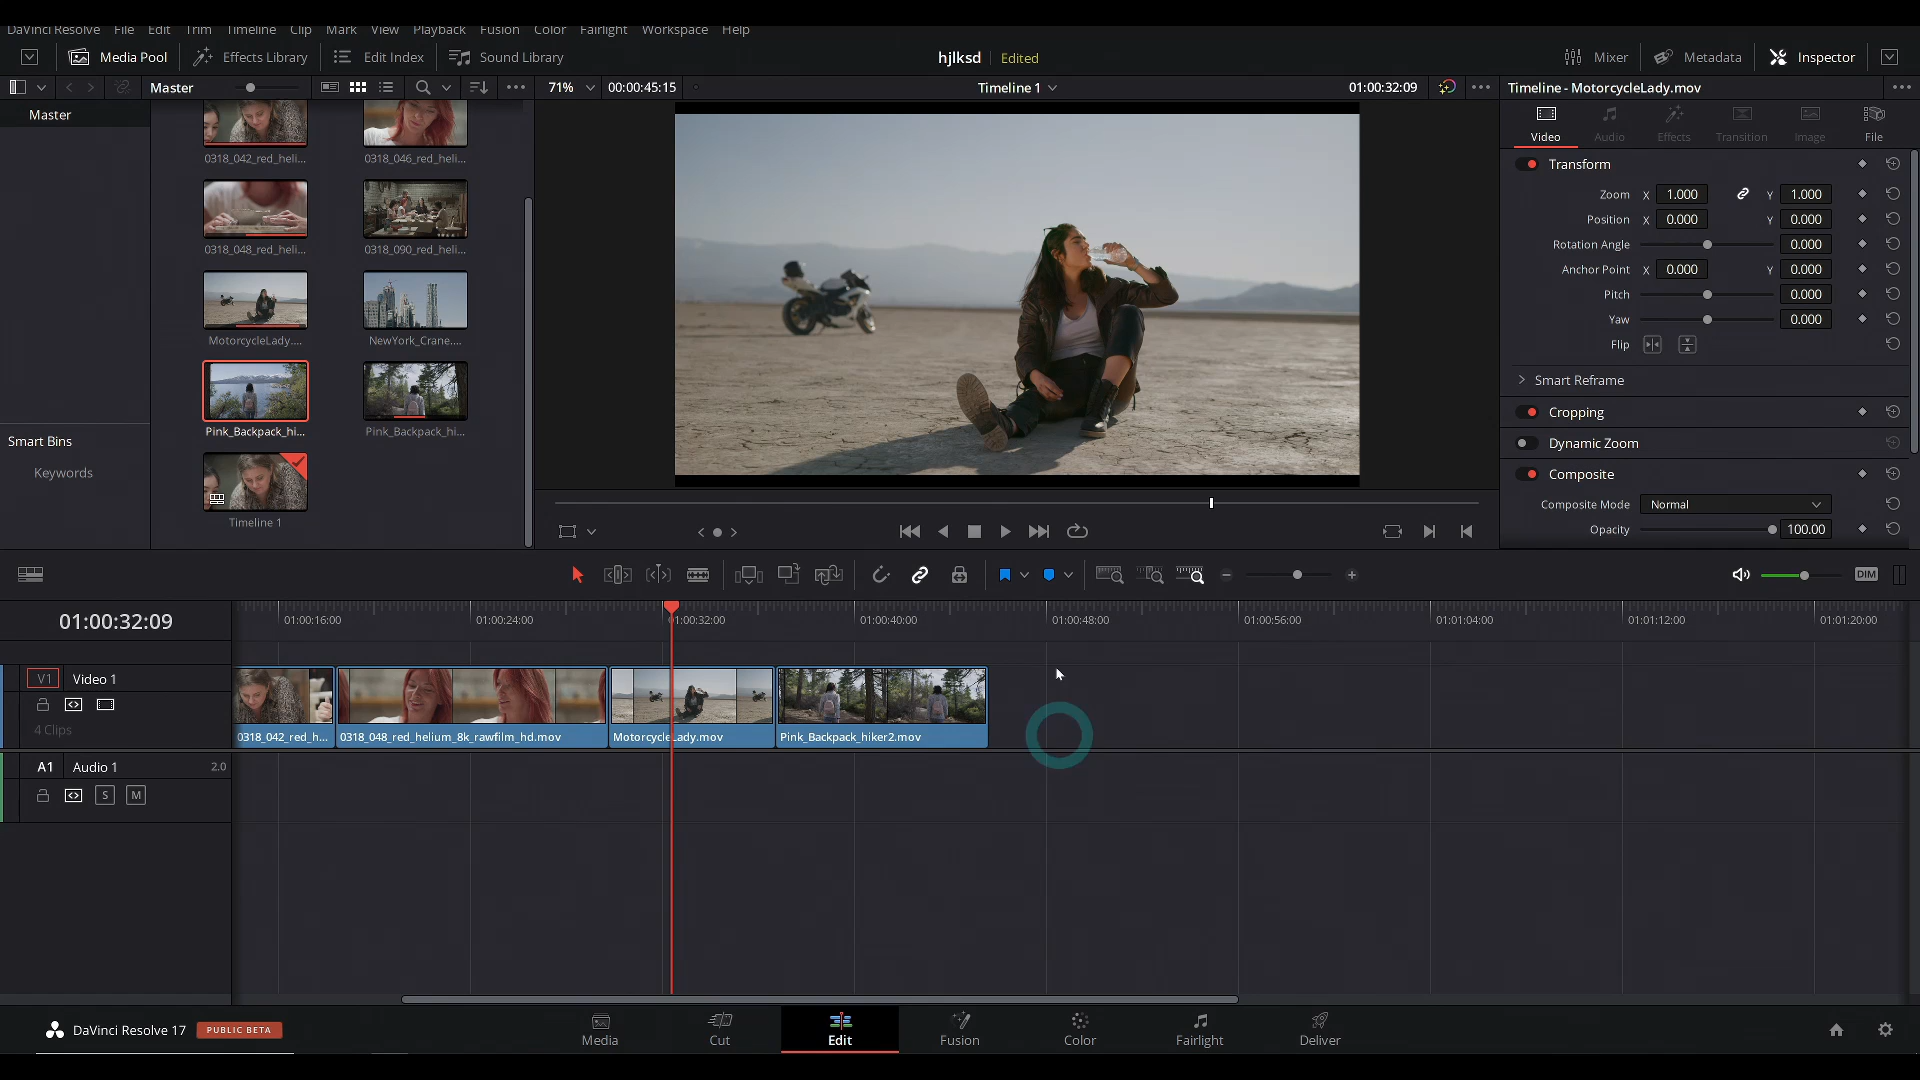 DaVinci Resolve File Edit Trim Timeline Clip Mark View Playback Fusion Color Fairlight Workspace Help
Media Pool Effects Library Edit Index Sound Library hjlksd Edited Mixer Metadata Inspector
Master 71% 00:00:45:15 Timeline 1 01:00:32:09 Timeline - MotorcycleLady.mov
Master
Video Audio Effects Transition Image File
0318_042_red_heli... 0318_046_red_heli...
Transform
Zoom X 1.000 Y 1.000
Position X 0.000 Y 0.000
Rotation Angle 0.000
0318_048_red_heli... 0318_090_red_heli...
Anchor Point X 0.000 Y 0.000
Pitch 0.000
Yaw 0.000
MotorcycleLady.... NewYork_Crane....
Flip
Smart Reframe
Cropping
Pink_Backpack_hi... Pink_Backpack_hi...
Smart Bins
Dynamic Zoom
Keywords
Composite
Composite Mode Normal
Timeline 1
Opacity 100.00
DIM
01:00:32:09
01:00:16:00 01:00:24:00 01:00:32:00 01:00:40:00 01:00:48:00 01:00:56:00 01:01:04:00 01:01:12:00 01:01:20:00
V1 Video 1
4 Clips
0318_042_red_h... 0318_048_red_helium_8k_rawfilm_hd.mov MotorcycleLady.mov Pink_Backpack_hiker2.mov
A1 Audio 1 2.0
S M
DaVinci Resolve 17 PUBLIC BETA
Media Cut Edit Fusion Color Fairlight Deliver